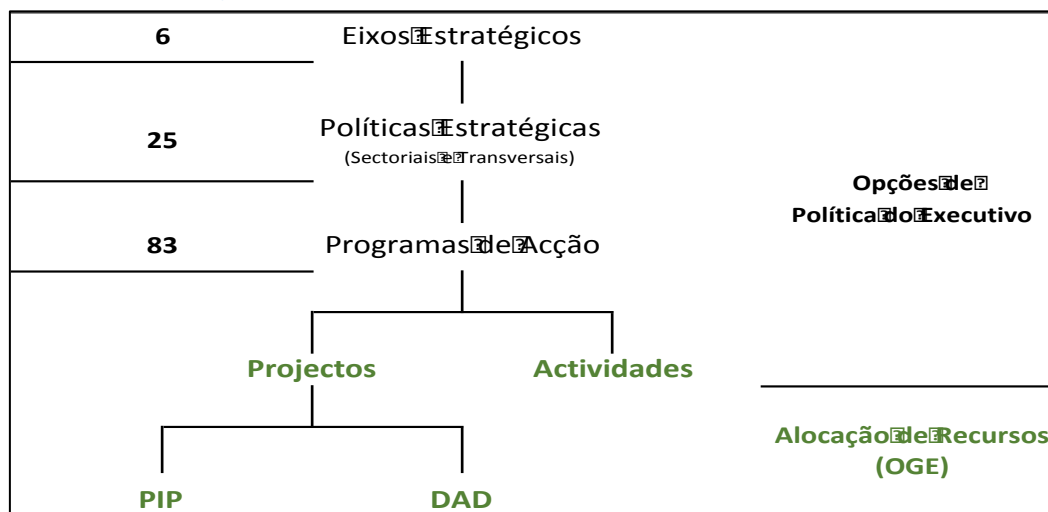 6
Eixos Estratégicos
25
Políticas Estratégicas
(Sectoriais e Transversais)
Opções de
Política do Executivo
83
Programas de Acção
Projectos
Actividades
Alocação de Recursos
(OGE)
PIP
DAD